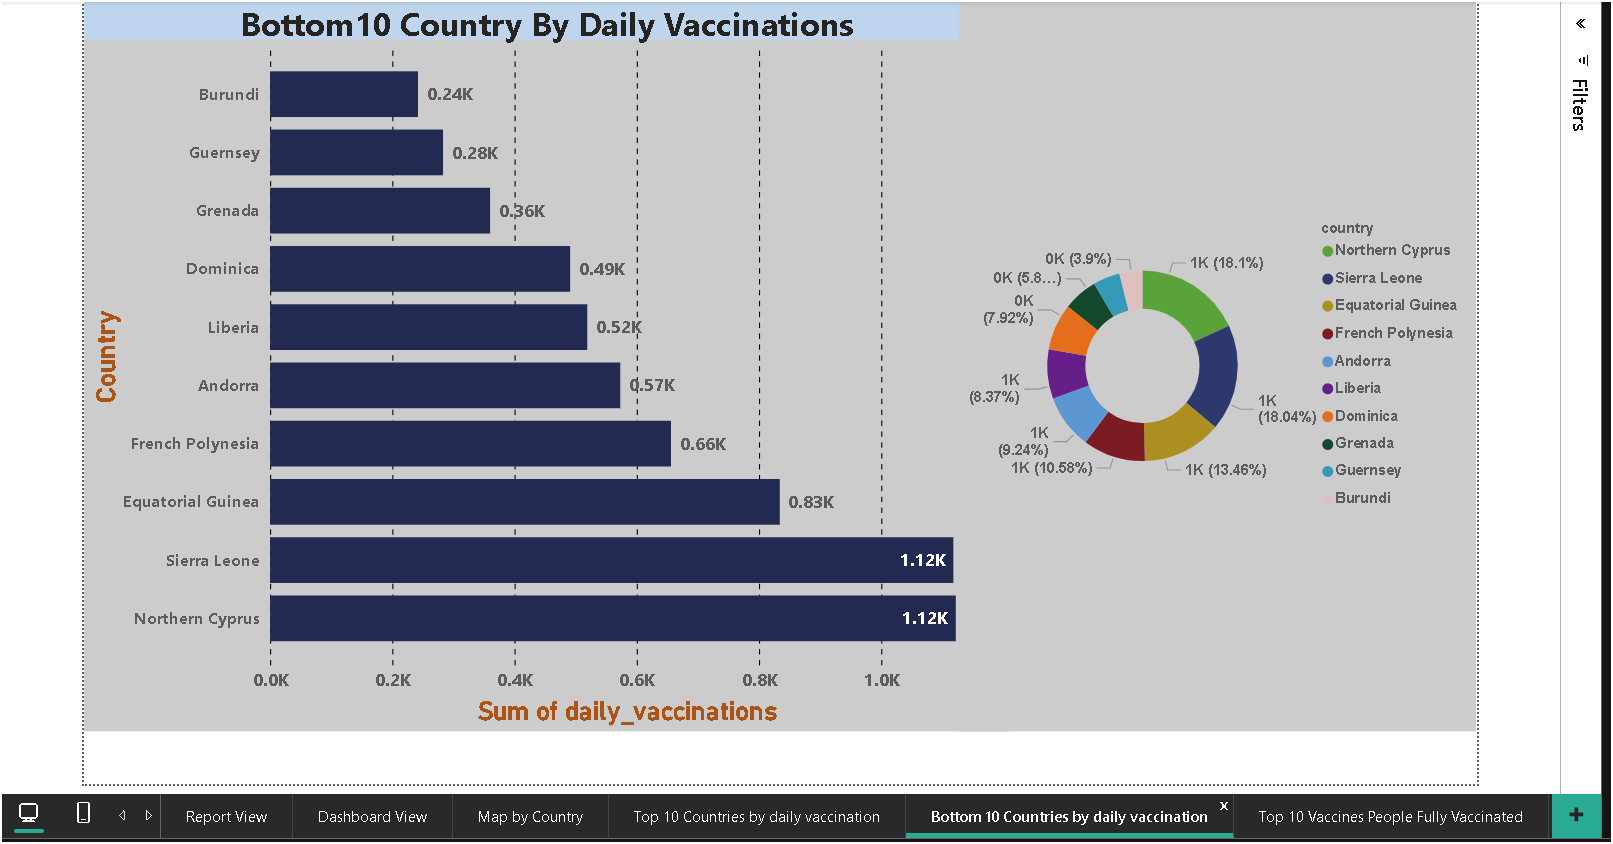 Bottom10 Country By Daily Vaccinations
Country
Burundi 0.24K
Guernsey 0.28K
Grenada 0.36K
Dominica 0.49K
Liberia 0.52K
Andorra 0.57K
French Polynesia 0.66K
Equatorial Guinea 0.83K
Sierra Leone 1.12K
Northern Cyprus 1.12K
0.0K 0.2K 0.4K 0.6K 0.8K 1.0K
Sum of daily_vaccinations
0K (3.9%)
1K (18.1%)
0K (5.8...)
0K
(7.92%)
1K
(8.37%)
1K
(18.04%)
1K
(9.24%)
1K (10.58%)
1K (13.46%)
country
Northern Cyprus
Sierra Leone
Equatorial Guinea
French Polynesia
Andorra
Liberia
Dominica
Grenada
Guernsey
Burundi
Filters
Report View
Dashboard View
Map by Country
Top 10 Countries by daily vaccination
Bottom 10 Countries by daily vaccination x
Top 10 Vaccines People Fully Vaccinated
+